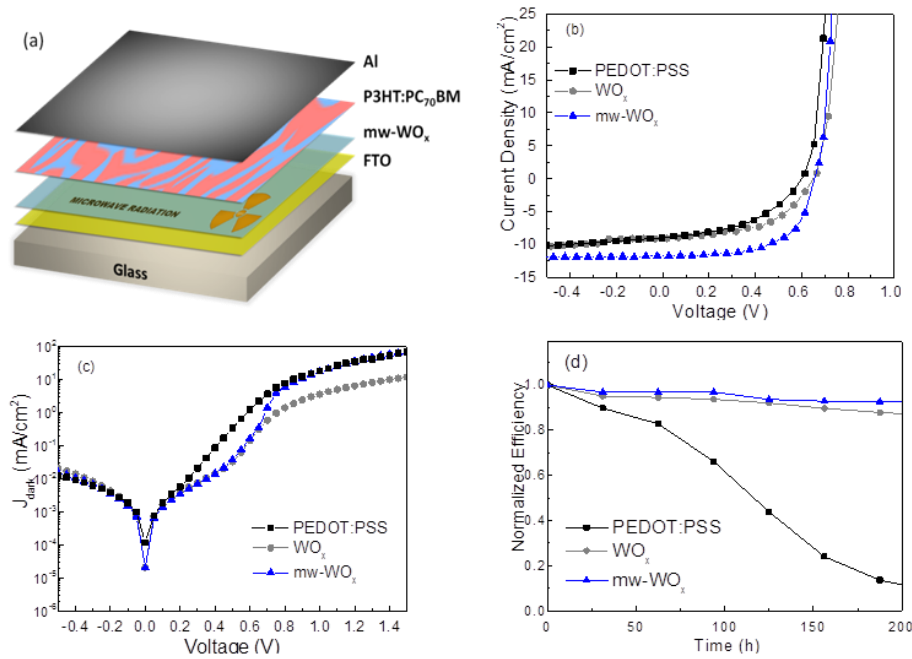 (a)
Al
P3HT:PC₇₀BM
mw-WOₓ
FTO
MICROWAVE RADIATION
Glass
(b)
Current Density (mA/cm²)
25
20
15
10
5
0
-5
-10
-15
PEDOT:PSS
WOₓ
mw-WOₓ
-0.4 -0.2 0.0 0.2 0.4 0.6 0.8 1.0
Voltage (V)
(c)
J_dark (mA/cm²)
10²
10¹
10⁰
10⁻¹
10⁻²
10⁻³
10⁻⁴
10⁻⁵
10⁻⁶
PEDOT:PSS
WOₓ
mw-WOₓ
-0.4 -0.2 0.0 0.2 0.4 0.6 0.8 1.0 1.2 1.4
Voltage (V)
(d)
Normalized Efficiency
1.0
0.8
0.6
0.4
0.2
0.0
PEDOT:PSS
WOₓ
mw-WOₓ
0 50 100 150 200
Time (h)